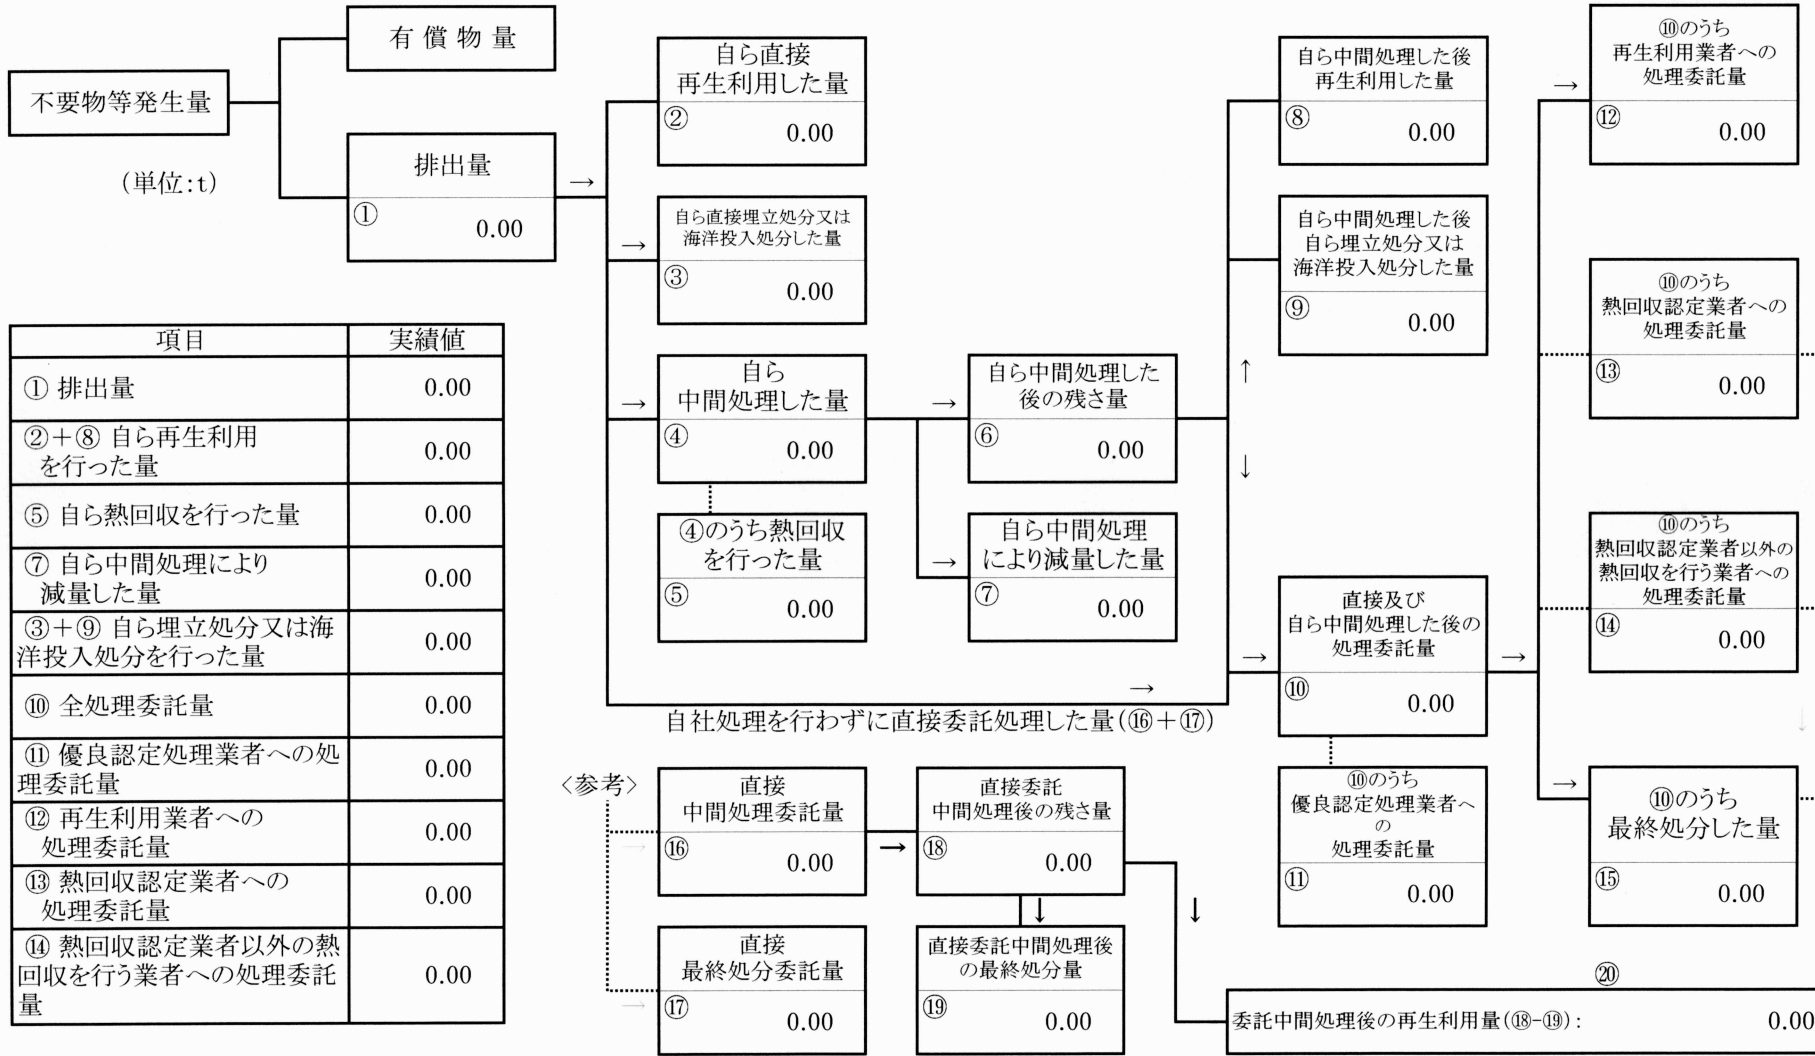 不要物等発生量
(単位:t)
有償物量
排出量
①
0.00
→
自ら直接
再生利用した量
②
0.00
自ら直接埋立処分又は
海洋投入処分した量
→
③
0.00
自ら
中間処理した量
→
④
0.00
④のうち熱回収
を行った量
⑤
0.00
自ら中間処理した
後の残さ量
→
⑥
0.00
自ら中間処理
により減量した量
→
⑦
0.00
自ら中間処理した後
再生利用した量
⑧
0.00
自ら中間処理した後
自ら埋立処分又は
海洋投入処分した量
⑨
0.00
↑
↓
直接及び
自ら中間処理した後の
処理委託量
→
⑩
0.00
→
→
自社処理を行わずに直接委託処理した量(⑯+⑰)
⑩のうち
優良認定処理業者へ
の
処理委託量
⑪
0.00
⑩のうち
再生利用業者への
処理委託量
→
⑫
0.00
⑩のうち
熱回収認定業者への
処理委託量
⑬
0.00
⑩のうち
熱回収認定業者以外の
熱回収を行う業者への
処理委託量
⑭
0.00
↓
⑩のうち
最終処分した量
→
⑮
0.00
項目 実績値
① 排出量 0.00
②+⑧ 自ら再生利用
を行った量 0.00
⑤ 自ら熱回収を行った量 0.00
⑦ 自ら中間処理により
減量した量 0.00
③+⑨ 自ら埋立処分又は海
洋投入処分を行った量 0.00
⑩ 全処理委託量 0.00
⑪ 優良認定処理業者への処
理委託量 0.00
⑫ 再生利用業者への
処理委託量 0.00
⑬ 熱回収認定業者への
処理委託量 0.00
⑭ 熱回収認定業者以外の熱
回収を行う業者への処理委託
量 0.00
〈参考〉
直接
中間処理委託量
→
⑯
0.00
→
直接委託
中間処理後の残さ量
⑱
0.00
↓
↓
直接
最終処分委託量
→
⑰
0.00
直接委託中間処理後
の最終処分量
⑲
0.00
⑳
委託中間処理後の再生利用量(⑱-⑲): 0.00